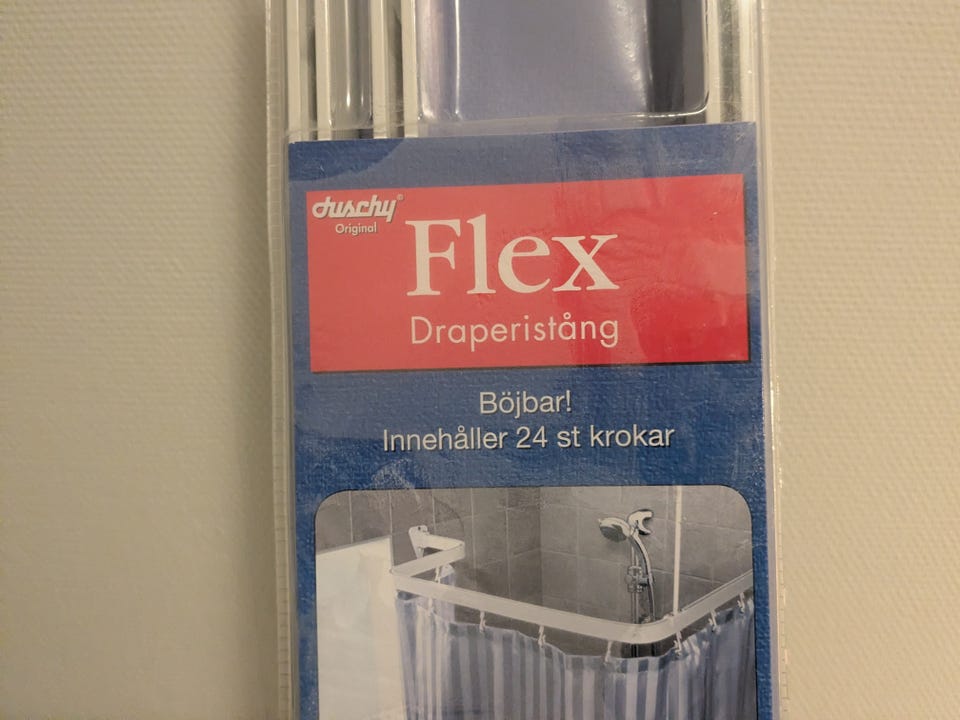 duschy®
Original
Flex
Draperistång
Böjbar!
Innehåller 24 st krokar